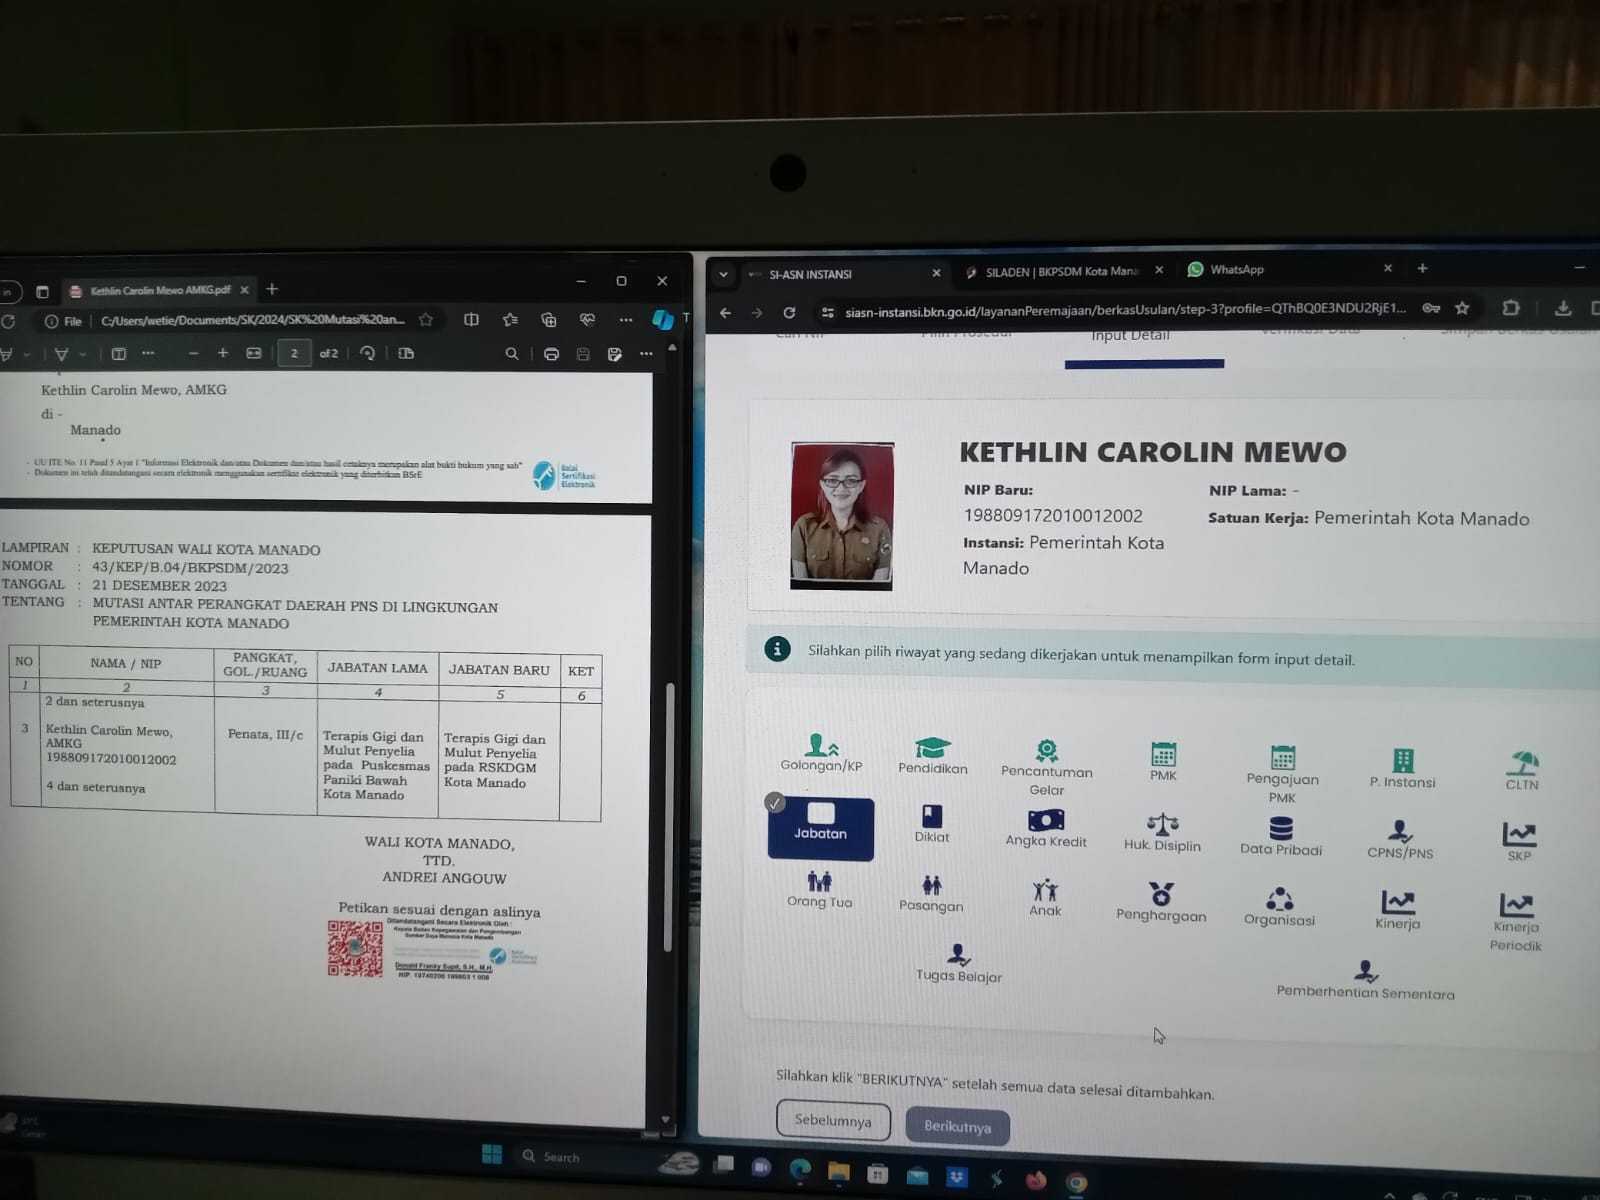 Kethlin Carolin Mewo AMKG.pdf
File C:/Users/wetie/Documents/SK/2024/SK%20Mutasi%20an...
2 of 2
Kethlin Carolin Mewo, AMKG
di -
Manado
- UU ITE No. 11 Pasal 5 Ayat 1 "Informasi Elektronik dan/atau Dokumen dan/atau hasil cetaknya merupakan alat bukti hukum yang sah"
- Dokumen ini telah ditandatangani secara elektronik menggunakan sertifikat elektronik yang diterbitkan BSrE
Balai
Sertifikasi
Elektronik
LAMPIRAN : KEPUTUSAN WALI KOTA MANADO
NOMOR : 43/KEP/B.04/BKPSDM/2023
TANGGAL : 21 DESEMBER 2023
TENTANG : MUTASI ANTAR PERANGKAT DAERAH PNS DI LINGKUNGAN
PEMERINTAH KOTA MANADO
NO NAMA / NIP PANGKAT, GOL./RUANG JABATAN LAMA JABATAN BARU KET
1 2 3 4 5 6
2 dan seterusnya
3 Kethlin Carolin Mewo, Penata, III/c Terapis Gigi dan Terapis Gigi dan
AMKG Mulut Penyelia Mulut Penyelia
198809172010012002 pada Puskesmas pada RSKDGM
Paniki Bawah Kota Manado
4 dan seterusnya Kota Manado
WALI KOTA MANADO,
TTD.
ANDREI ANGOUW
Petikan sesuai dengan aslinya
Ditandatangani Secara Elektronik Oleh :
Kepala Badan Kepegawaian dan Pengembangan
Sumber Daya Manusia Kota Manado
Donald Franky Supit, S.H., M.H.
NIP. 19740206 199803 1 008
SI-ASN INSTANSI
SILADEN | BKPSDM Kota Mana
WhatsApp
siasn-instansi.bkn.go.id/layananPeremajaan/berkasUsulan/step-3?profile=QThBQ0E3NDU2RjE1...
Input Detail
KETHLIN CAROLIN MEWO
NIP Baru: NIP Lama: -
198809172010012002 Satuan Kerja: Pemerintah Kota Manado
Instansi: Pemerintah Kota
Manado
Silahkan pilih riwayat yang sedang dikerjakan untuk menampilkan form input detail.
Golongan/KP Pendidikan Pencantuman Gelar PMK Pengajuan PMK P. Instansi CLTN
Jabatan Diklat Angka Kredit Huk. Disiplin Data Pribadi CPNS/PNS SKP
Orang Tua Pasangan Anak Penghargaan Organisasi Kinerja Kinerja Periodik
Tugas Belajar Pemberhentian Sementara
Silahkan klik "BERIKUTNYA" setelah semua data selesai ditambahkan.
Sebelumnya Berikutnya
Search